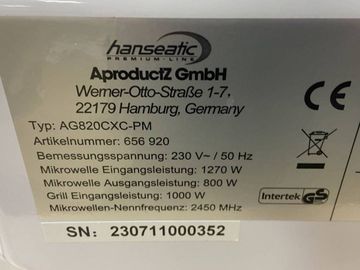 hanseatic
PREMIUM-LINE
AproductZ GmbH
Werner-Otto-Straße 1-7,
22179 Hamburg, Germany
Typ: AG820CXC-PM
Artikelnummer: 656 920
Bemessungsspannung: 230 V~ / 50 Hz
Mikrowelle Eingangsleistung: 1270 W
Mikrowelle Ausgangsleistung: 800 W
Grill Eingangsleistung: 1000 W
Mikrowellen-Nennfrequenz: 2450 MHz
SN: 230711000352
CE
Intertek GS